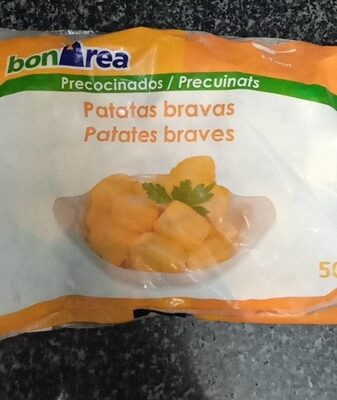 bonÀrea
Precocinados / Precuinats
Patatas bravas
Patates braves
50